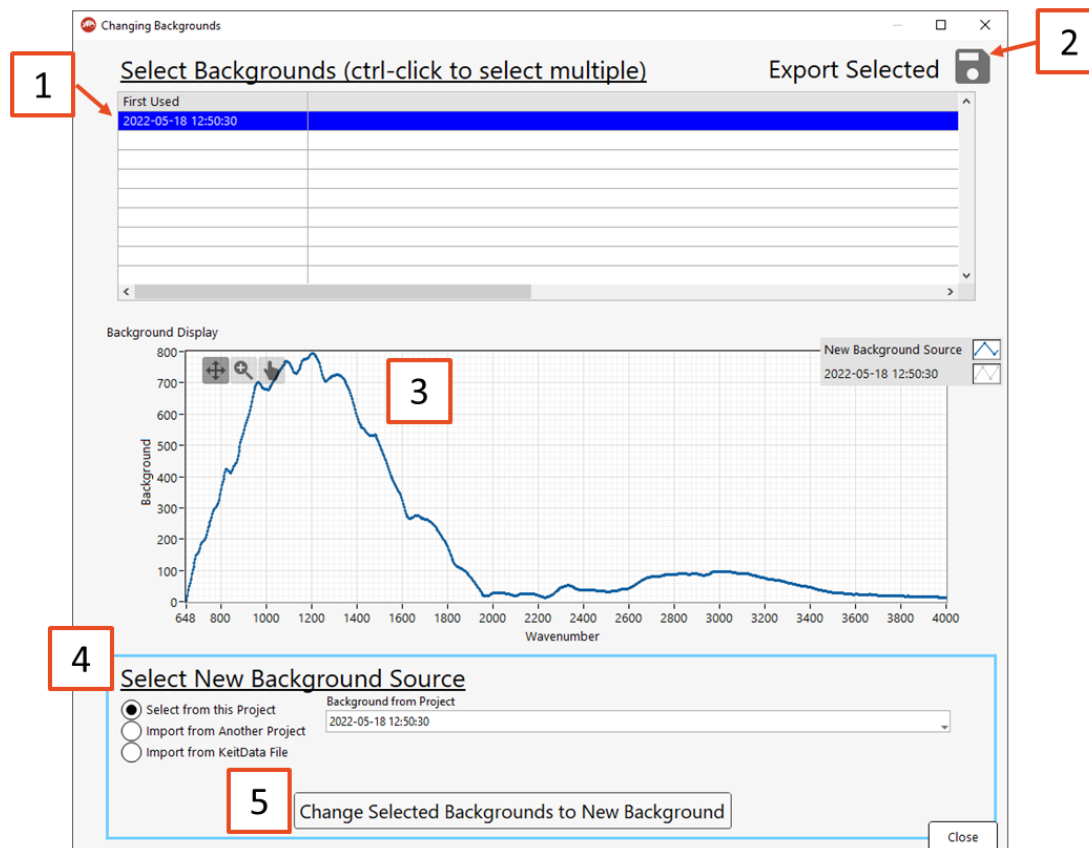 Changing Backgrounds
1
2
Select Backgrounds (ctrl-click to select multiple)
Export Selected
First Used
2022-05-18 12:50:30
Background Display
New Background Source
2022-05-18 12:50:30
3
Background
800
700
600
500
400
300
200
100
0
648 800 1000 1200 1400 1600 1800 2000 2200 2400 2600 2800 3000 3200 3400 3600 3800 4000
Wavenumber
4
Select New Background Source
Select from this Project
Import from Another Project
Import from KeitData File
Background from Project
2022-05-18 12:50:30
5
Change Selected Backgrounds to New Background
Close